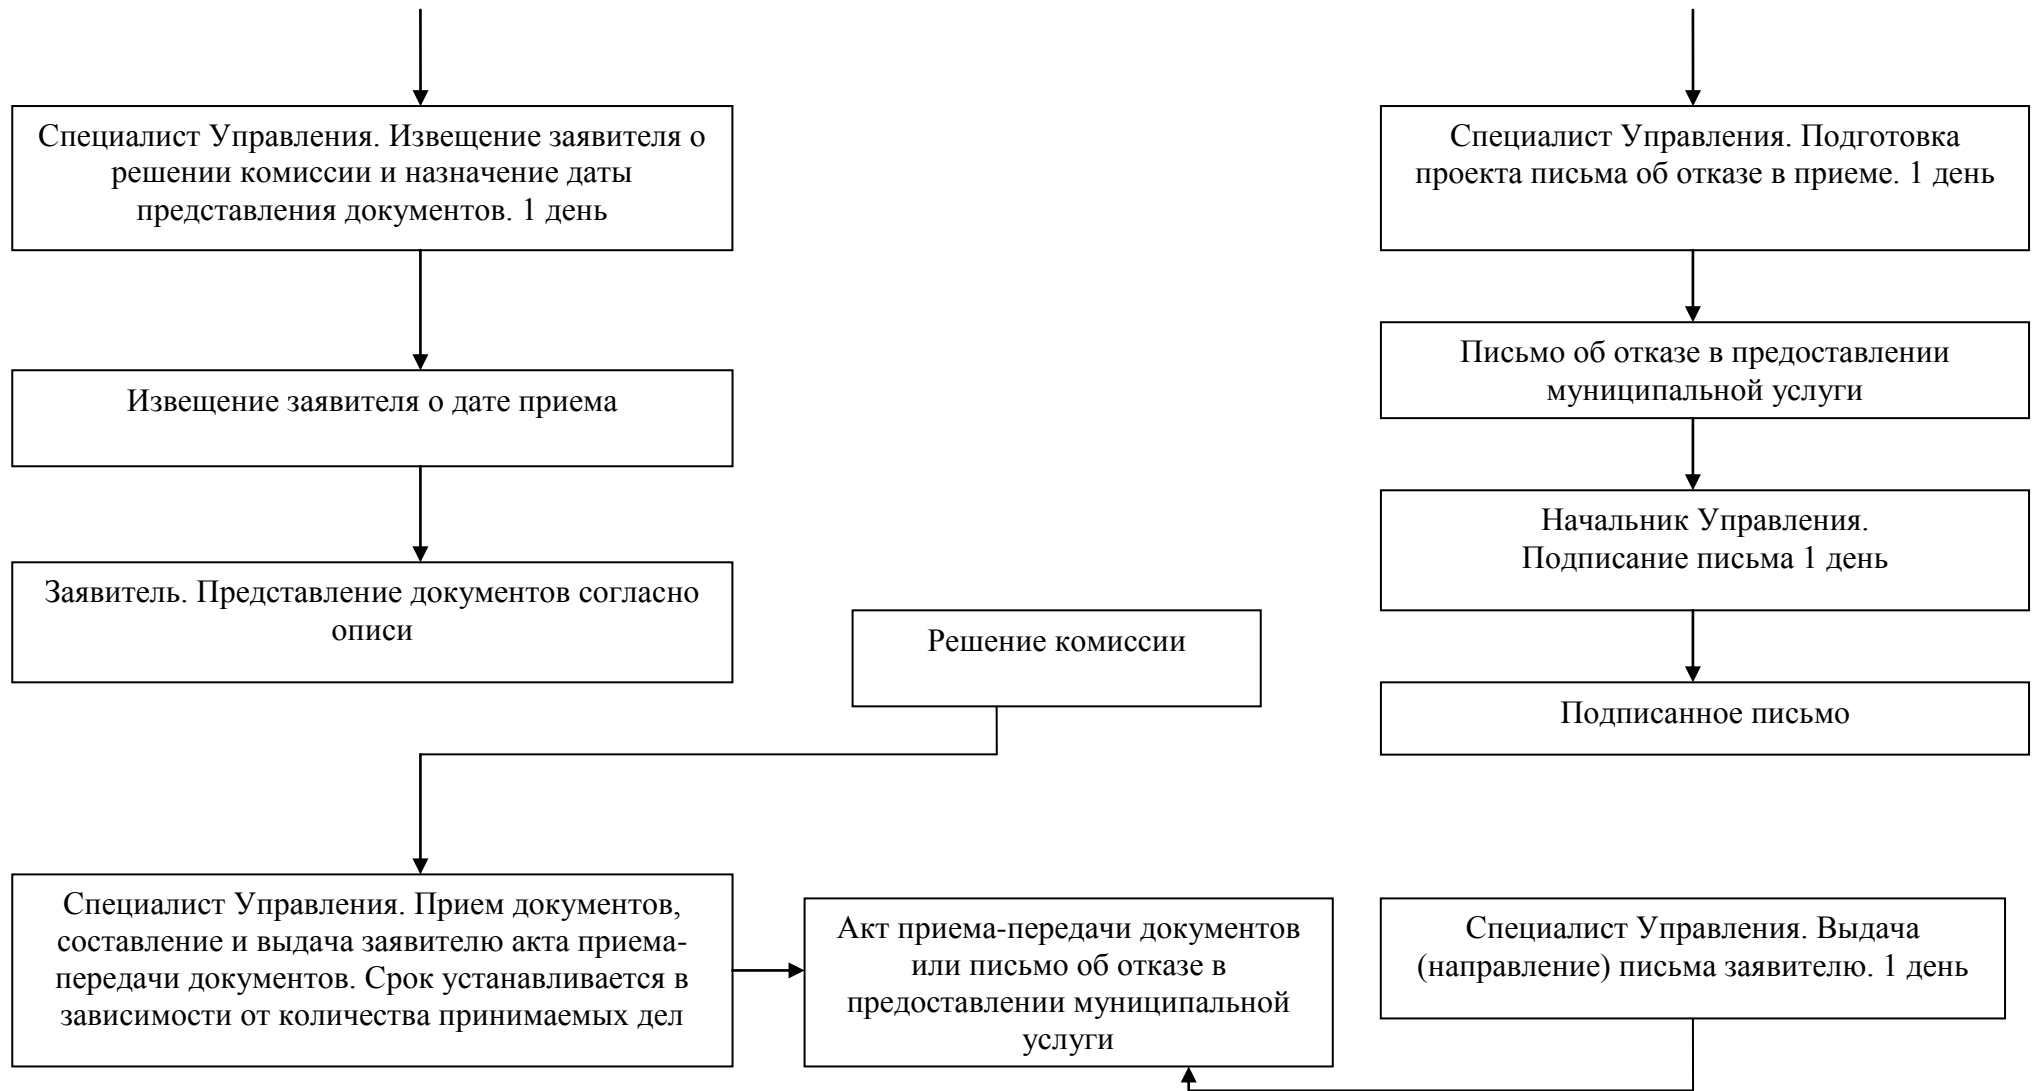 Специалист Управления. Извещение заявителя о
решении комиссии и назначение даты
представления документов. 1 день
Извещение заявителя о дате приема
Заявитель. Представление документов согласно
описи
Решение комиссии
Специалист Управления. Подготовка
проекта письма об отказе в приеме. 1 день
Письмо об отказе в предоставлении
муниципальной услуги
Начальник Управления.
Подписание письма 1 день
Подписанное письмо
Специалист Управления. Прием документов,
составление и выдача заявителю акта приема-
передачи документов. Срок устанавливается в
зависимости от количества принимаемых дел
Акт приема-передачи документов
или письмо об отказе в
предоставлении муниципальной
услуги
Специалист Управления. Выдача
(направление) письма заявителю. 1 день